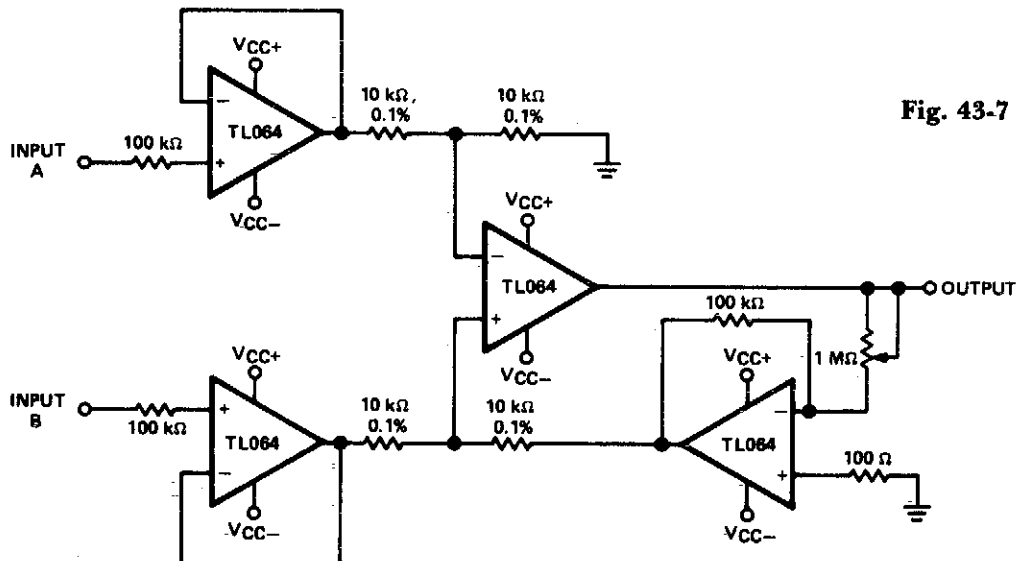 Fig. 43-7
VCC+
10 kΩ,
0.1%
10 kΩ
0.1%
−
TL064
INPUT
A
100 kΩ
+
VCC−
VCC+
−
TL064
+
VCC−
OUTPUT
100 kΩ
1 MΩ
VCC+
INPUT
B
100 kΩ
+
TL064
−
VCC−
10 kΩ
0.1%
10 kΩ
0.1%
VCC+
−
TL064
+
100 Ω
VCC−